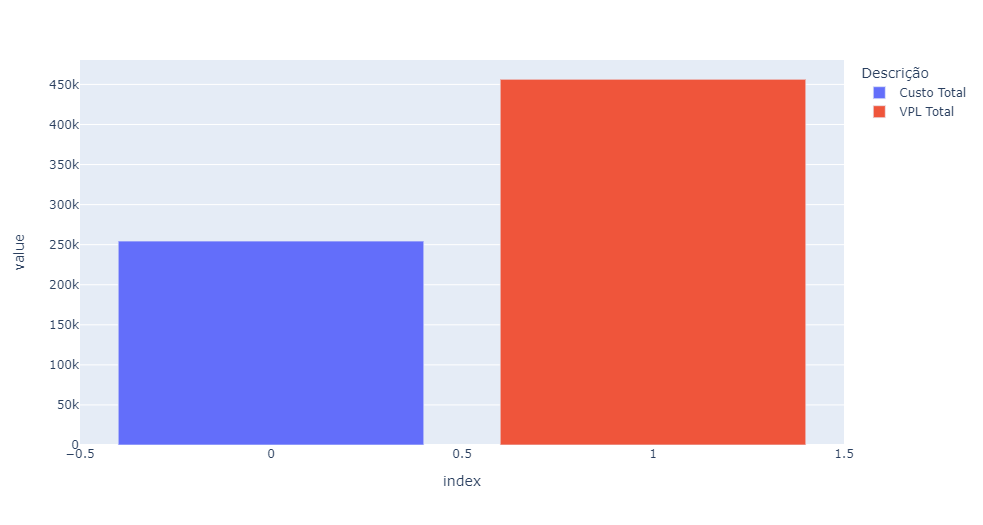 Descrição
Custo Total
VPL Total
450k
400k
350k
300k
250k
200k
150k
100k
50k
0
value
−0.5
0
0.5
1
1.5
index